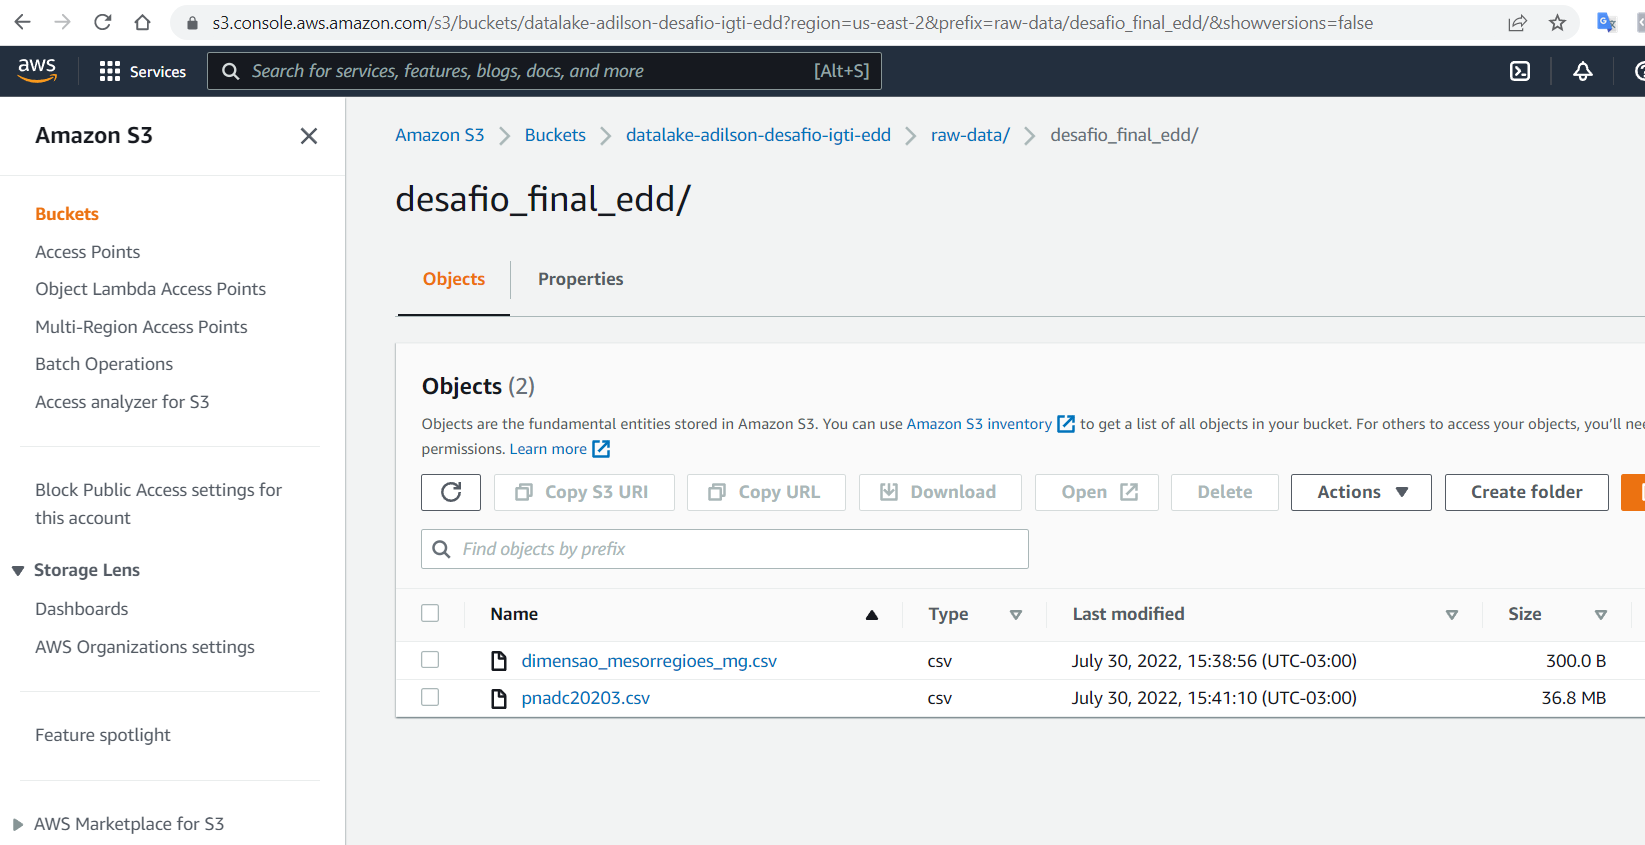 s3.console.aws.amazon.com/s3/buckets/datalake-adilson-desafio-igti-edd?region=us-east-2&prefix=raw-data/desafio_final_edd/&showversions=false
aws
Services
Search for services, features, blogs, docs, and more
[Alt+S]
Amazon S3
Buckets
Access Points
Object Lambda Access Points
Multi-Region Access Points
Batch Operations
Access analyzer for S3
Block Public Access settings for
this account
Storage Lens
Dashboards
AWS Organizations settings
Feature spotlight
AWS Marketplace for S3
Amazon S3 Buckets datalake-adilson-desafio-igti-edd raw-data/ desafio_final_edd/
desafio_final_edd/
Objects Properties
Objects (2)
Objects are the fundamental entities stored in Amazon S3. You can use Amazon S3 inventory to get a list of all objects in your bucket. For others to access your objects, you'll
permissions. Learn more
Copy S3 URI Copy URL Download Open Delete Actions Create folder
Find objects by prefix
Name Type Last modified Size
dimensao_mesorregioes_mg.csv csv July 30, 2022, 15:38:56 (UTC-03:00) 300.0 B
pnadc20203.csv csv July 30, 2022, 15:41:10 (UTC-03:00) 36.8 MB